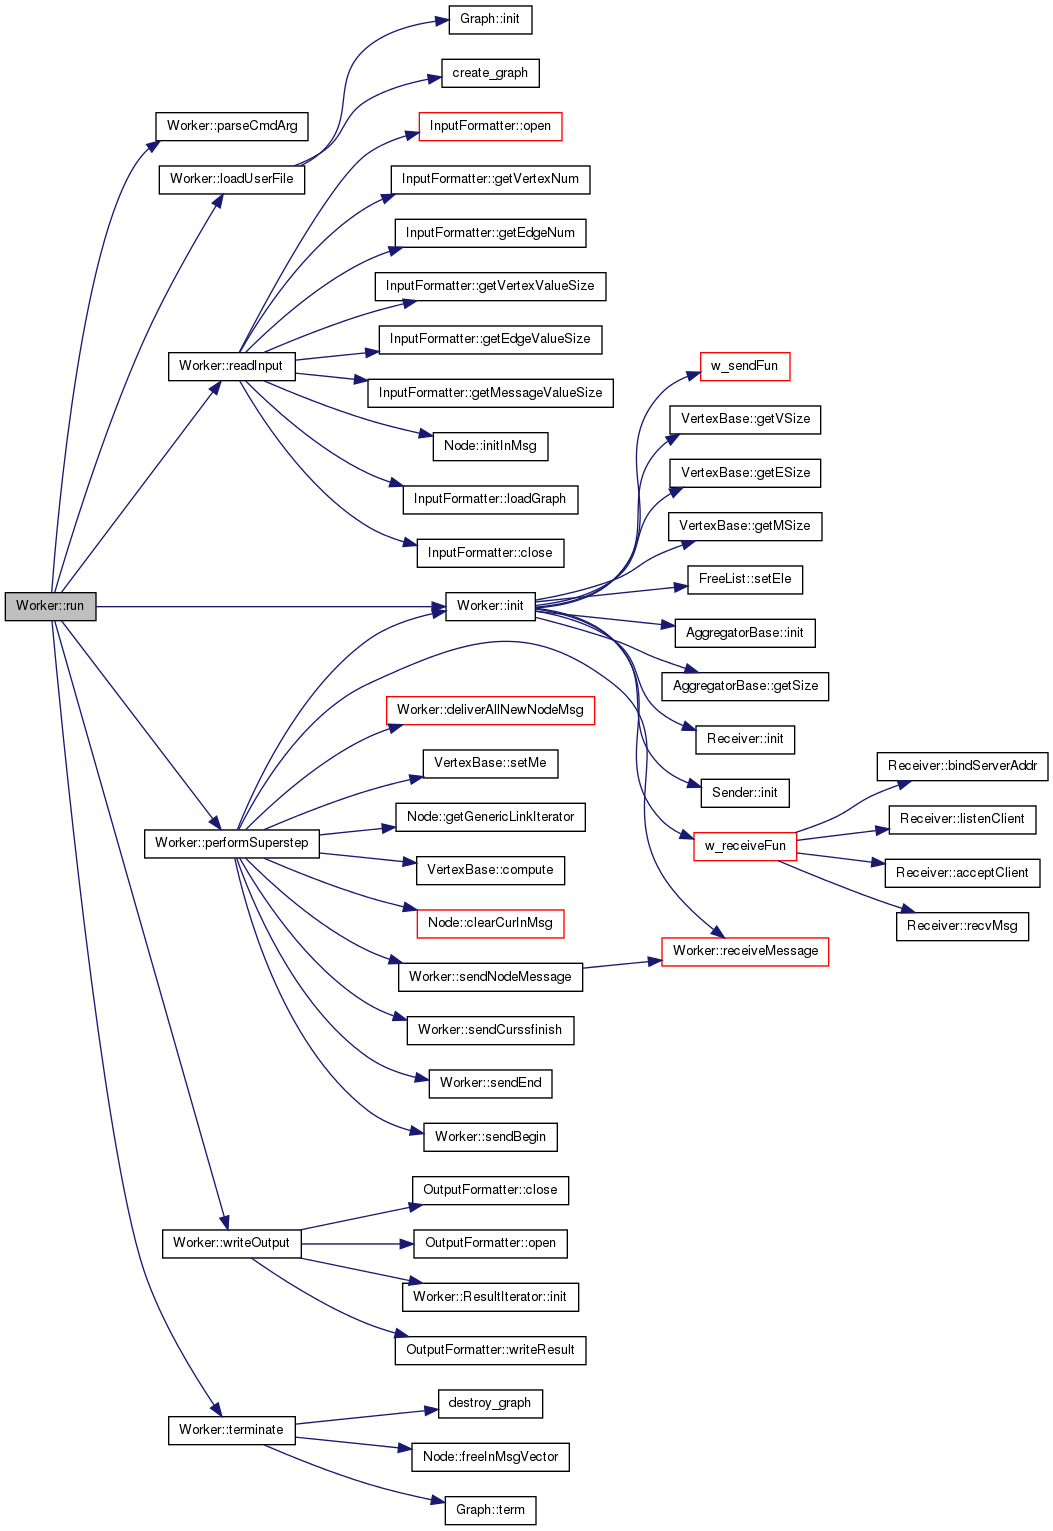 Graph::init
create_graph
Worker::parseCmdArg
InputFormatter::open
Worker::loadUserFile
InputFormatter::getVertexNum
InputFormatter::getEdgeNum
InputFormatter::getVertexValueSize
InputFormatter::getEdgeValueSize
Worker::readInput
w_sendFun
InputFormatter::getMessageValueSize
VertexBase::getVSize
Node::initInMsg
VertexBase::getESize
InputFormatter::loadGraph
VertexBase::getMSize
InputFormatter::close
FreeList::setEle
Worker::run
Worker::init
AggregatorBase::init
AggregatorBase::getSize
Worker::deliverAllNewNodeMsg
Receiver::init
VertexBase::setMe
Receiver::bindServerAddr
Sender::init
Node::getGenericLinkIterator
Receiver::listenClient
Worker::performSuperstep
w_receiveFun
VertexBase::compute
Receiver::acceptClient
Node::clearCurInMsg
Receiver::recvMsg
Worker::receiveMessage
Worker::sendNodeMessage
Worker::sendCurssfinish
Worker::sendEnd
Worker::sendBegin
OutputFormatter::close
Worker::writeOutput
OutputFormatter::open
Worker::ResultIterator::init
OutputFormatter::writeResult
destroy_graph
Worker::terminate
Node::freeInMsgVector
Graph::term